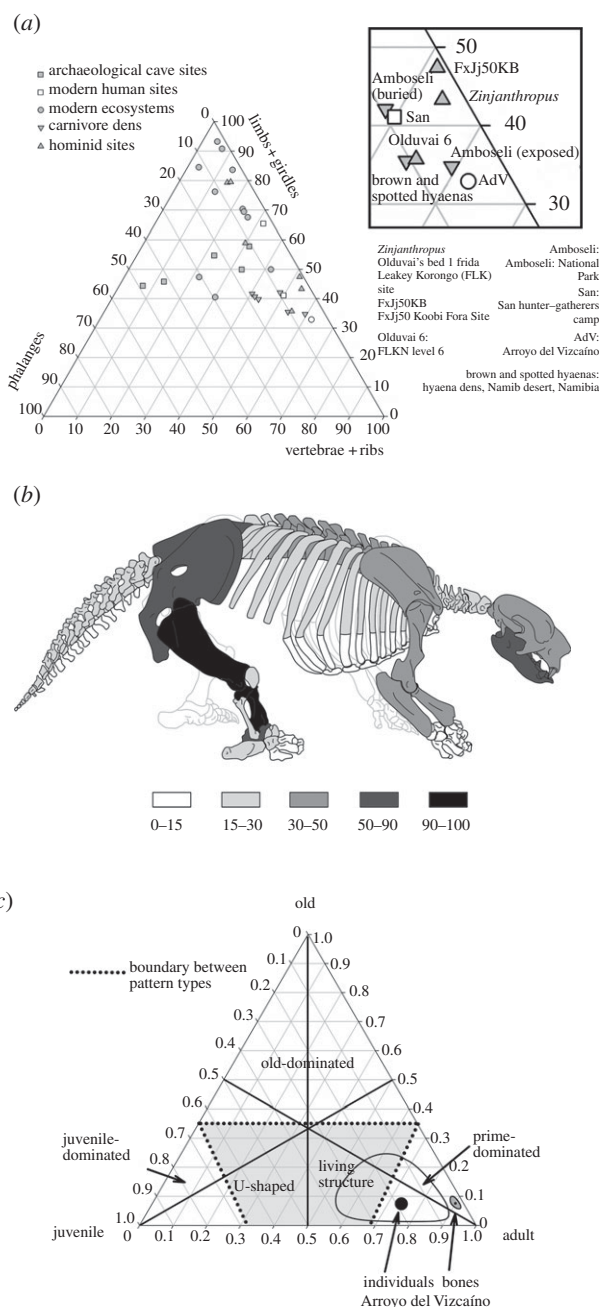 (a)
archaeological cave sites
modern human sites
modern ecosystems
carnivore dens
hominid sites
100
90
80
70
60
50
40
30
20
10
0
limbs + girdles
10
20
30
40
50
60
70
80
90
100
phalanges
0 10 20 30 40 50 60 70 80 90 100
vertebrae + ribs
50
FxJj50KB
Amboseli
(buried)
Zinjanthropus
San
40
Olduvai 6
Amboseli (exposed)
brown and
spotted hyaenas
AdV
30
Zinjanthropus
Olduvai's bed 1 frida
Leakey Korongo (FLK)
site
FxJj50KB
FxJj50 Koobi Fora Site
Olduvai 6:
FLKN level 6
Amboseli:
Amboseli: National
Park
San:
San hunter–gatherers
camp
AdV:
Arroyo del Vizcaíno
brown and spotted hyaenas:
hyaena dens, Namib desert, Namibia
(b)
0–15 15–30 30–50 50–90 90–100
c)
old
0 1.0
0.1 0.9
0.2 0.8
0.3 0.7
0.4 0.6
0.5 0.5
0.6 0.4
0.7 0.3
0.8 0.2
0.9 0.1
1.0 0
boundary between
pattern types
old-dominated
juvenile-
dominated
U-shaped
living
structure
prime-
dominated
juvenile
0 0.1 0.2 0.3 0.4 0.5 0.6 0.7 0.8 0.9 1.0
adult
individuals bones
Arroyo del Vizcaíno